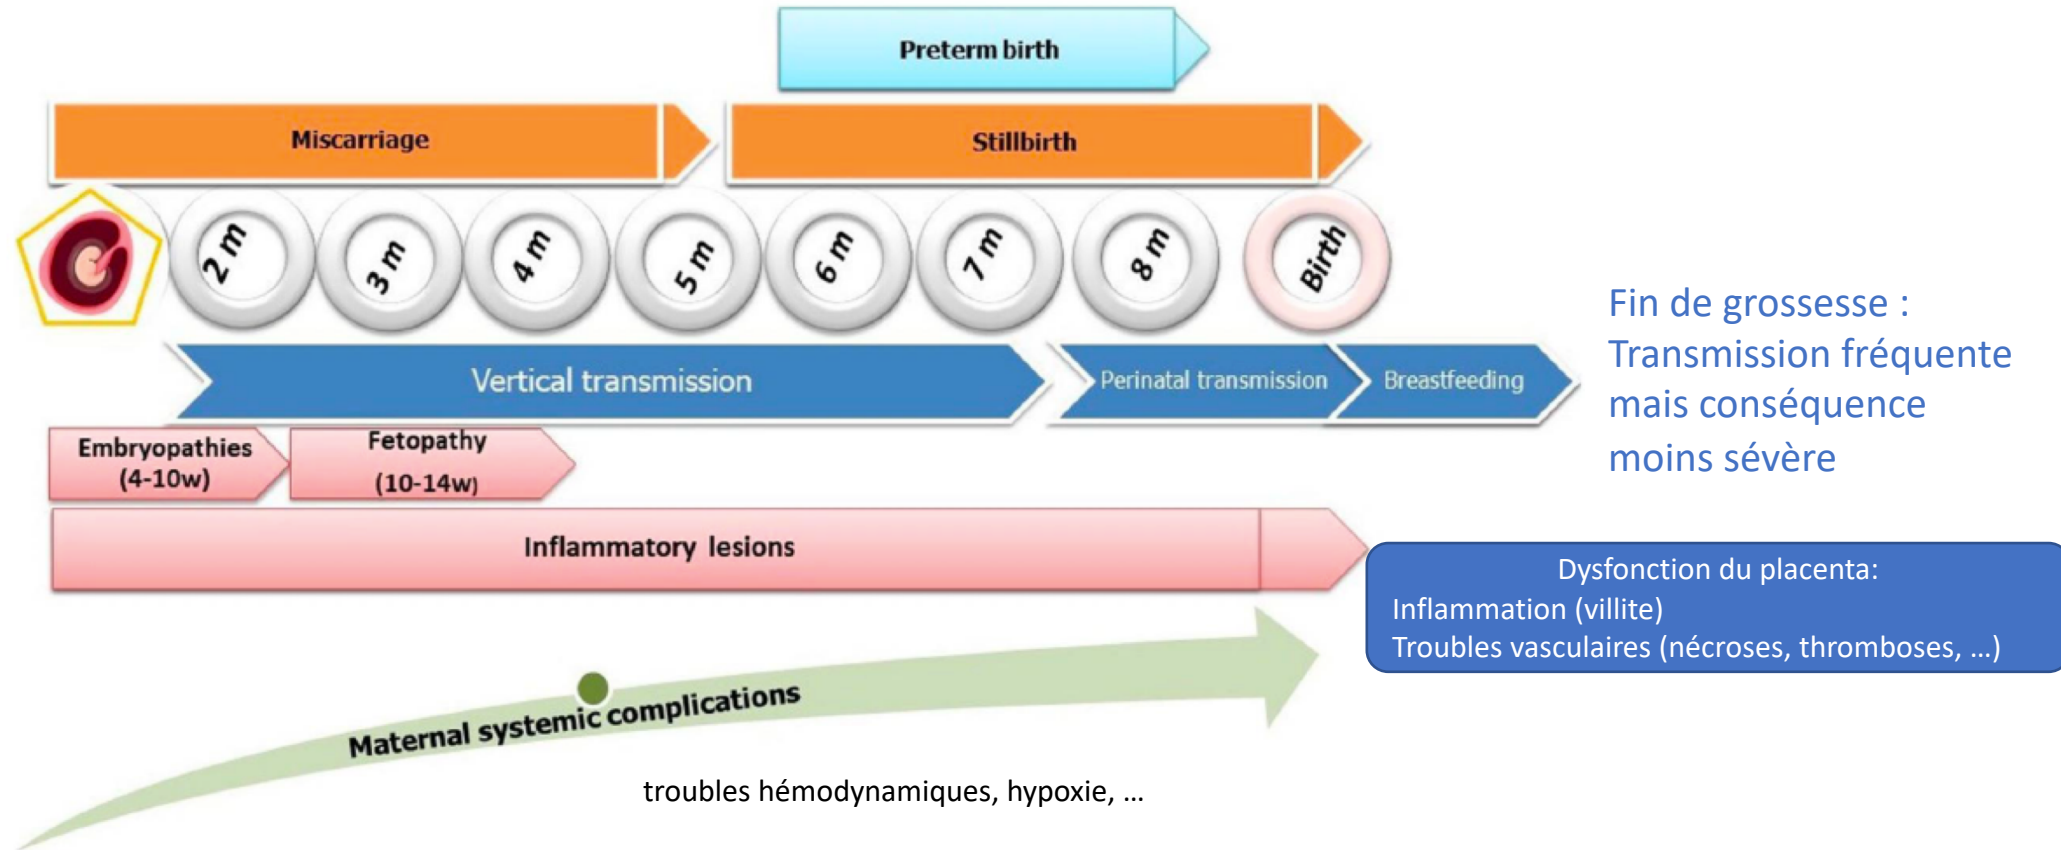 Preterm birth
Miscarriage
Stillbirth
2 m
3 m
4 m
5 m
6 m
7 m
8 m
Birth
Vertical transmission
Perinatal transmission
Breastfeeding
Fin de grossesse :
Transmission fréquente
mais conséquence
moins sévère
Embryopathies
(4-10w)
Fetopathy
(10-14w)
Inflammatory lesions
Dysfonction du placenta:
Inflammation (villite)
Troubles vasculaires (nécroses, thromboses, …)
Maternal systemic complications
troubles hémodynamiques, hypoxie, …